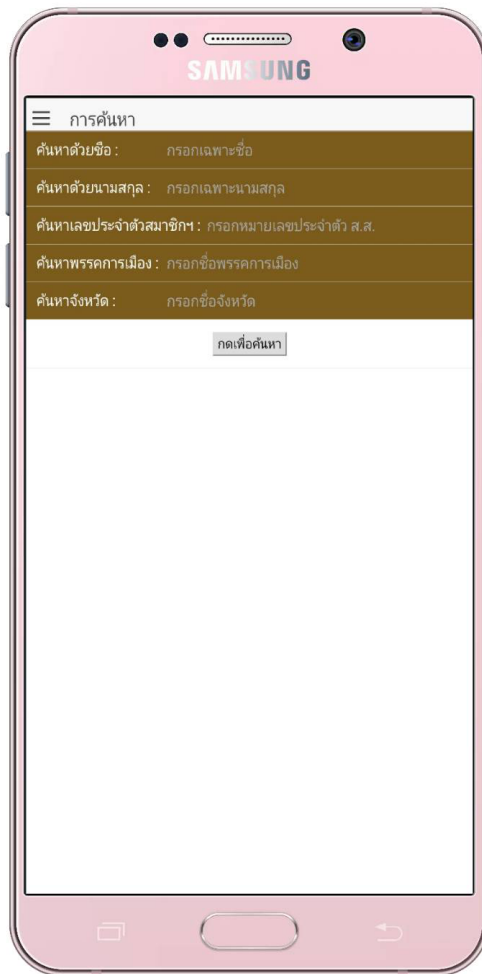 SAMSUNG
การค้นหา
ค้นหาด้วยชื่อ : กรอกเฉพาะชื่อ
ค้นหาด้วยนามสกุล : กรอกเฉพาะนามสกุล
ค้นหาเลขประจำตัวสมาชิกฯ : กรอกหมายเลขประจำตัว ส.ส.
ค้นหาพรรคการเมือง : กรอกชื่อพรรคการเมือง
ค้นหาจังหวัด : กรอกชื่อจังหวัด
กดเพื่อค้นหา